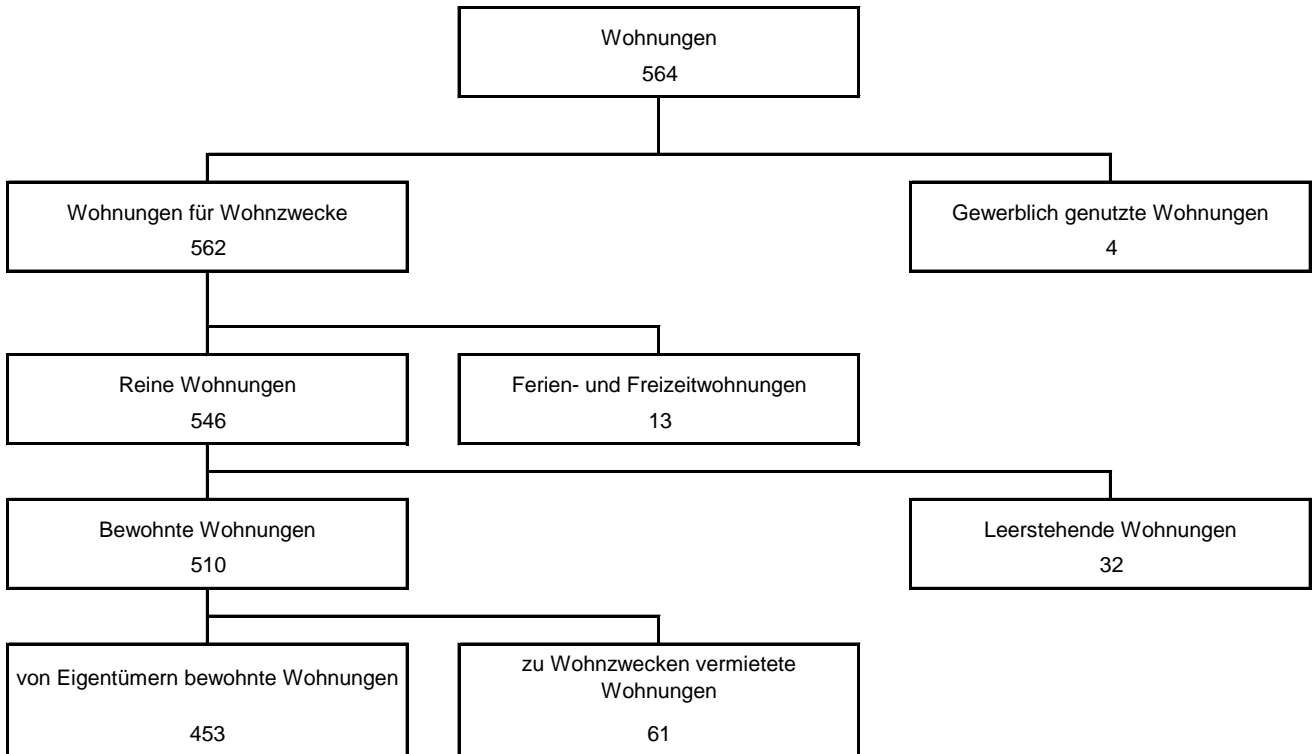 Wohnungen
564
Wohnungen für Wohnzwecke
562
Gewerblich genutzte Wohnungen
4
Reine Wohnungen
546
Ferien- und Freizeitwohnungen
13
Bewohnte Wohnungen
510
Leerstehende Wohnungen
32
von Eigentümern bewohnte Wohnungen
453
zu Wohnzwecken vermietete
Wohnungen
61